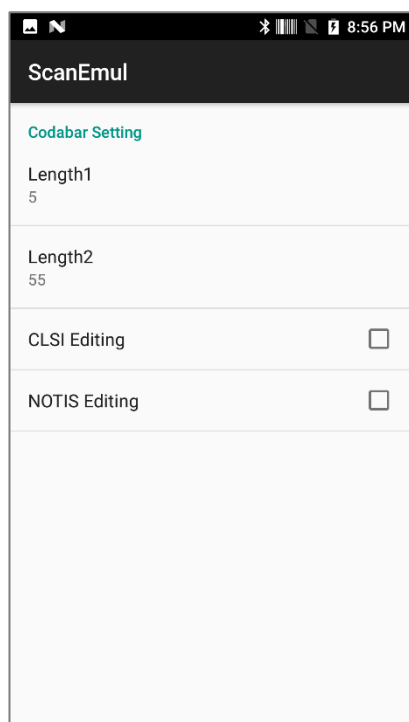 8:56 PM
ScanEmul
Codabar Setting
Length1
5
Length2
55
CLSI Editing
NOTIS Editing